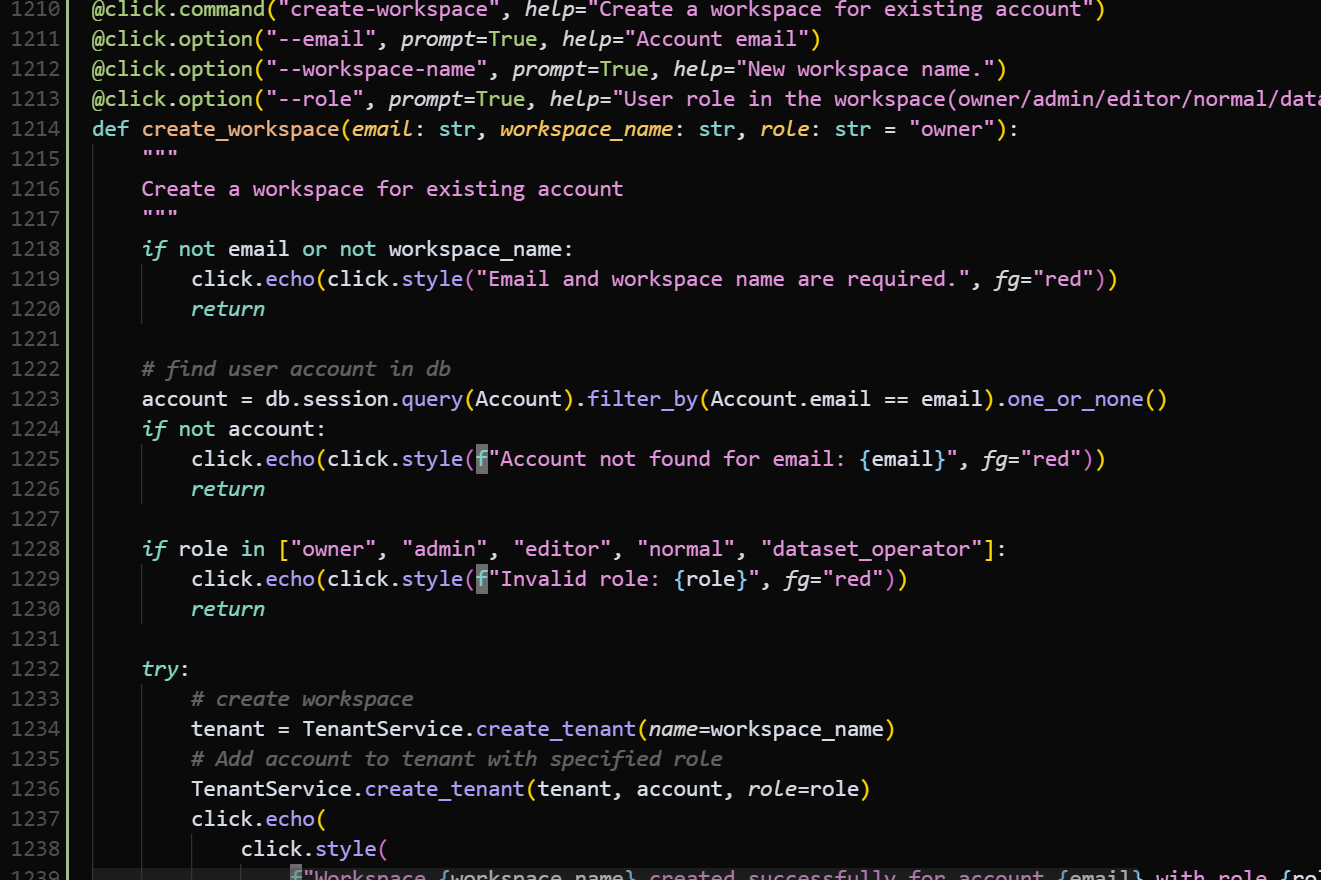 1210 @click.command("create-workspace", help="Create a workspace for existing account")
1211 @click.option("--email", prompt=True, help="Account email")
1212 @click.option("--workspace-name", prompt=True, help="New workspace name.")
1213 @click.option("--role", prompt=True, help="User role in the workspace(owner/admin/editor/normal/data
1214 def create_workspace(email: str, workspace_name: str, role: str = "owner"):
1215     """
1216     Create a workspace for existing account
1217     """
1218     if not email or not workspace_name:
1219         click.echo(click.style("Email and workspace name are required.", fg="red"))
1220         return
1221
1222     # find user account in db
1223     account = db.session.query(Account).filter_by(Account.email == email).one_or_none()
1224     if not account:
1225         click.echo(click.style(f"Account not found for email: {email}", fg="red"))
1226         return
1227
1228     if role in ["owner", "admin", "editor", "normal", "dataset_operator"]:
1229         click.echo(click.style(f"Invalid role: {role}", fg="red"))
1230         return
1231
1232     try:
1233         # create workspace
1234         tenant = TenantService.create_tenant(name=workspace_name)
1235         # Add account to tenant with specified role
1236         TenantService.create_tenant(tenant, account, role=role)
1237         click.echo(
1238             click.style(
1239                 f"Workspace {workspace_name} created successfully for account {email} with role {rol